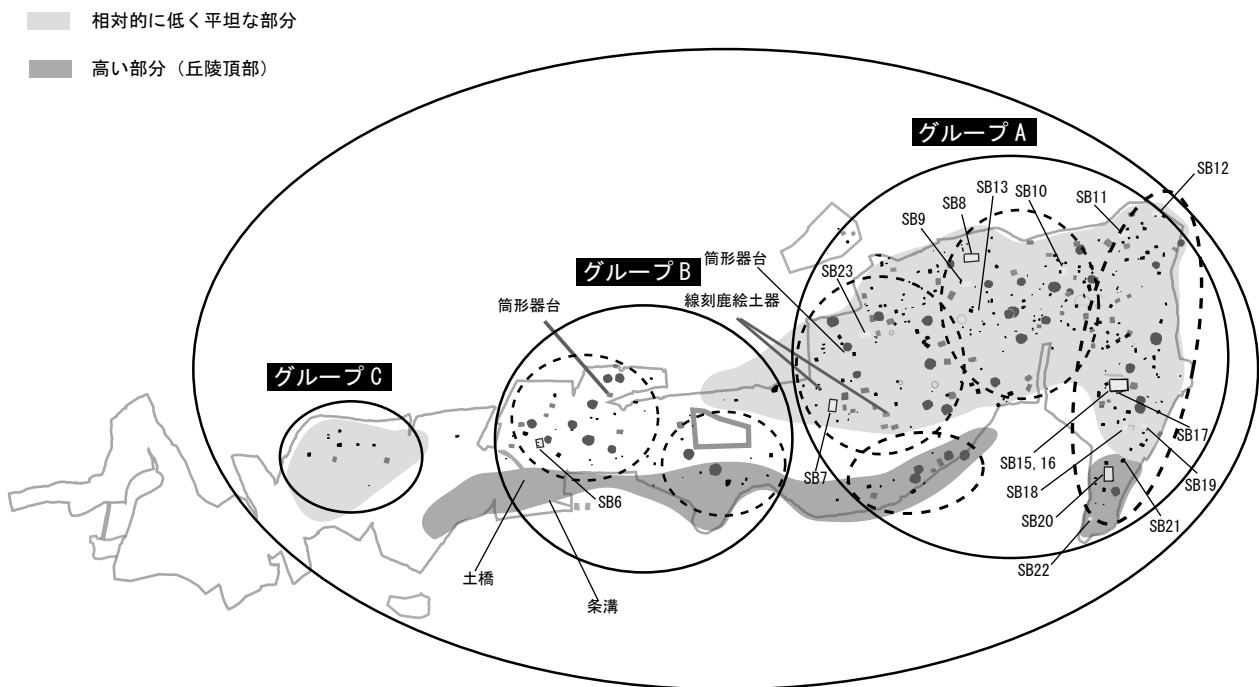 相対的に低く平坦な部分
高い部分（丘陵頂部）
グループA
SB12
SB13
SB10
SB11
SB8
SB9
筒形器台
SB23
グループB
線刻鹿絵土器
筒形器台
グループC
SB17
SB15, 16
SB7
SB19
SB18
SB6
SB20
SB21
SB22
土橋
条溝